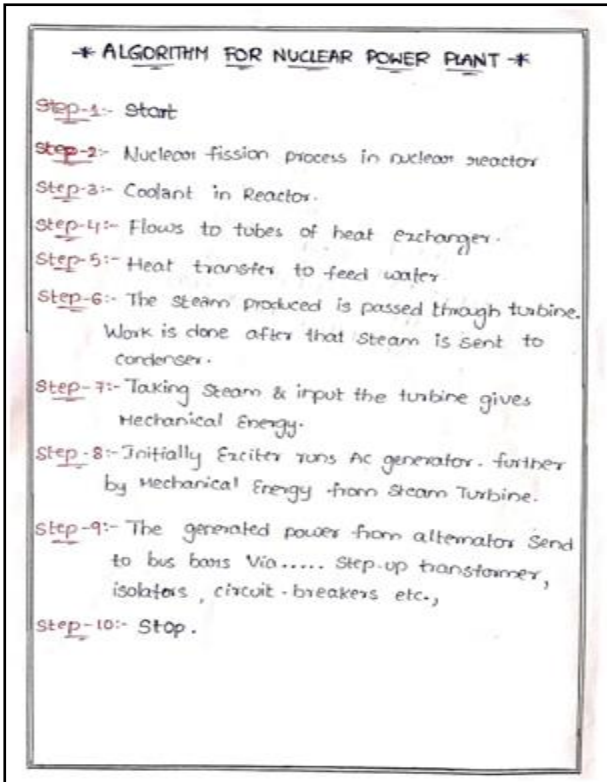 -* ALGORITHM FOR NUCLEAR POWER PLANT -*
Step-1:- Start
Step-2:- Nuclear fission process in nuclear reactor
Step-3:- Coolant in Reactor.
Step-4:- Flows to tubes of heat exchanger.
Step-5:- Heat transfer to feed water.
Step-6:- The steam produced is passed through turbine.
Work is done after that steam is sent to
condenser.
Step-7:- Taking Steam & input the turbine gives
Mechanical Energy.
Step-8:- Initially Exciter runs Ac generator. further
by Mechanical Energy from Steam Turbine.
Step-9:- The generated power from alternator Send
to bus bars Via..... Step-up transformer,
isolators, circuit-breakers etc.,
Step-10:- Stop.